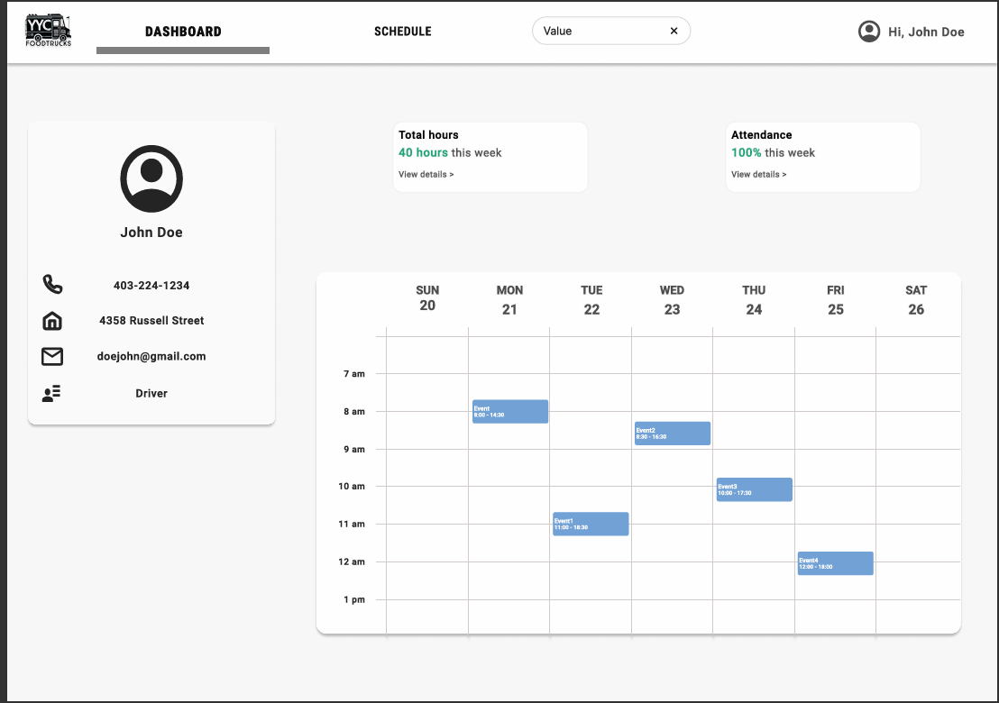 YYC
FOODTRUCKS
DASHBOARD
SCHEDULE
Value
Hi, John Doe
John Doe
403-224-1234
4358 Russell Street
doejohn@gmail.com
Driver
Total hours
40 hours this week
View details >
Attendance
100% this week
View details >
SUN MON TUE WED THU FRI SAT
20 21 22 23 24 25 26
7 am
8 am
9 am
10 am
11 am
12 am
1 pm
Event
8:00 - 14:30
Event2
8:30 - 16:30
Event3
10:00 - 17:30
Event1
11:00 - 18:30
Event4
12:00 - 18:00